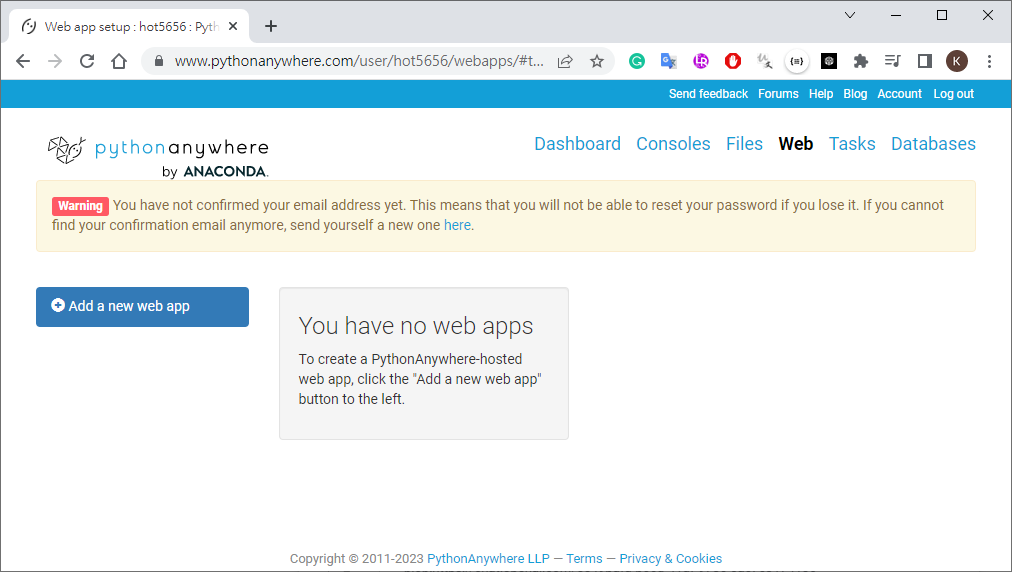 Web app setup : hot5656 : Pyth
www.pythonanywhere.com/user/hot5656/webapps/#t...
K
Send feedback Forums Help Blog Account Log out
pythonanywhere
by ANACONDA.
Dashboard Consoles Files Web Tasks Databases
Warning You have not confirmed your email address yet. This means that you will not be able to reset your password if you lose it. If you cannot
find your confirmation email anymore, send yourself a new one here.
Add a new web app
You have no web apps
To create a PythonAnywhere-hosted
web app, click the "Add a new web app"
button to the left.
Copyright © 2011-2023 PythonAnywhere LLP — Terms — Privacy & Cookies